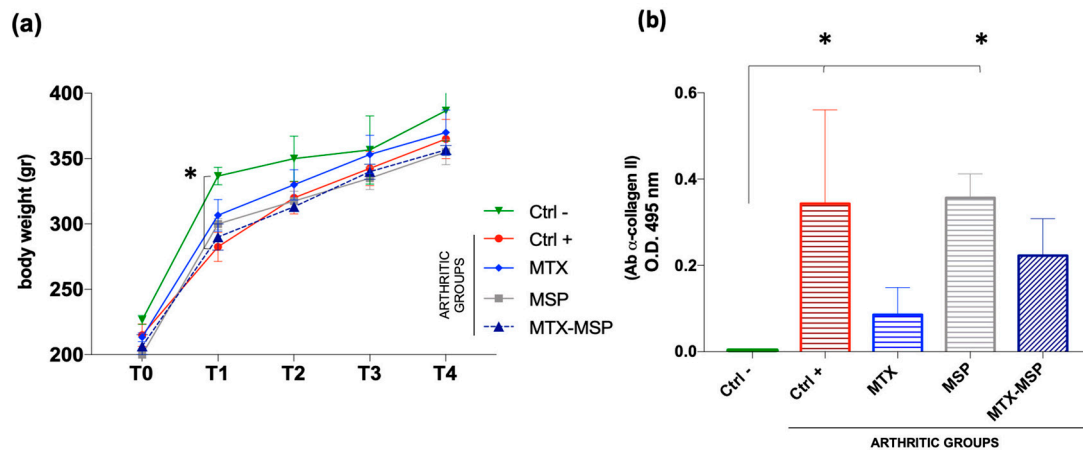 (a)
*
body weight (gr)
400
350
300
250
200
T0 T1 T2 T3 T4
Ctrl -
Ctrl +
MTX
MSP
MTX-MSP
ARTHRITIC
GROUPS
(b)
* *
(Ab α-collagen II)
O.D. 495 nm
0.6
0.4
0.2
0.0
Ctrl - Ctrl + MTX MSP MTX-MSP
ARTHRITIC GROUPS